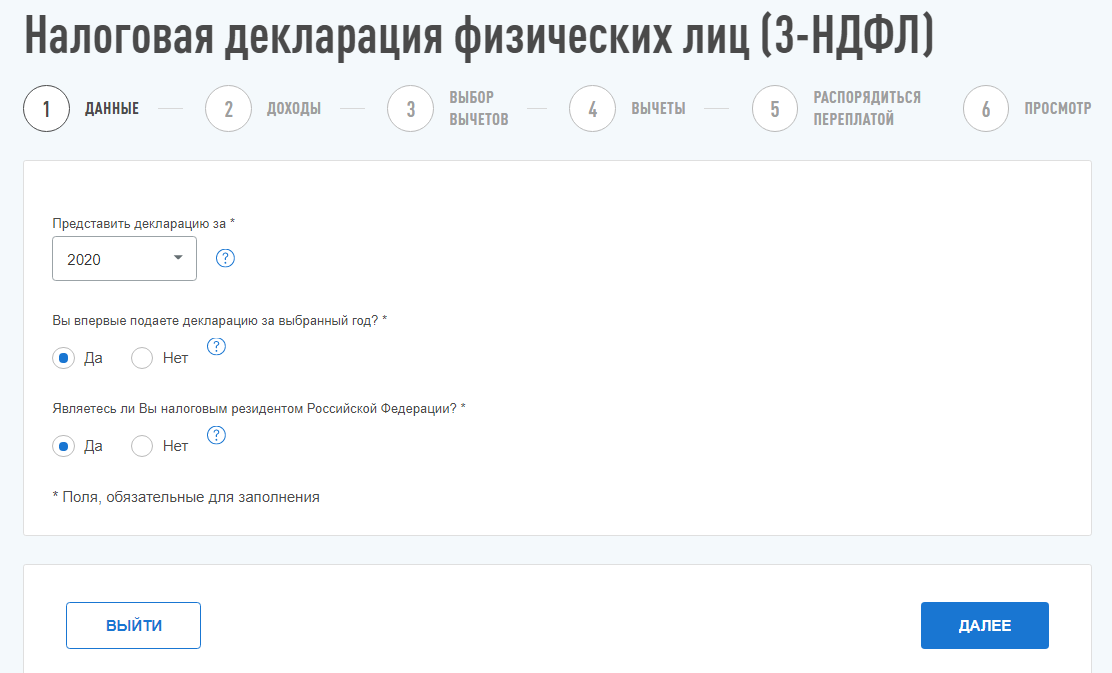 Налоговая декларация физических лиц (3-НДФЛ)
1 ДАННЫЕ
2 ДОХОДЫ
3 ВЫБОР
ВЫЧЕТОВ
4 ВЫЧЕТЫ
5 РАСПОРЯДИТЬСЯ
ПЕРЕПЛАТОЙ
6 ПРОСМОТР
Представить декларацию за *
2020 ?
Вы впервые подаете декларацию за выбранный год? *
Да Нет ?
Являетесь ли Вы налоговым резидентом Российской Федерации? *
Да Нет ?
* Поля, обязательные для заполнения
ВЫЙТИ ДАЛЕЕ